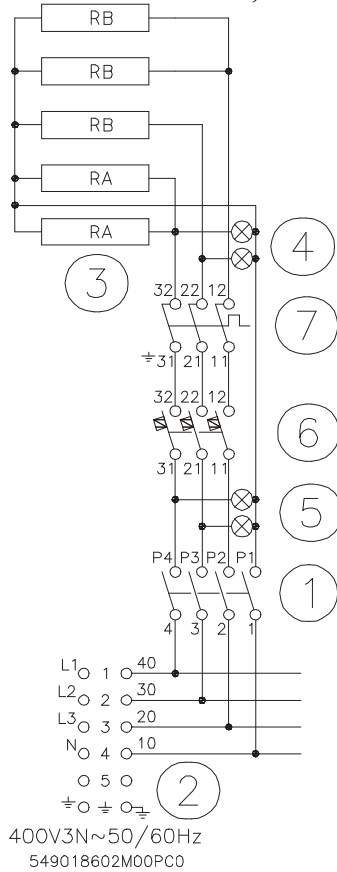 RB
RB
RB
RA
RA
4
3
32 22 12
7
31 21 11
32 22 12
6
31 21 11
5
P4 P3 P2 P1
1
4 3 2 1
L1 1 40
L2 2 30
L3 3 20
N 4 10
5
2
400V3N~50/60Hz
549018602M00PC0